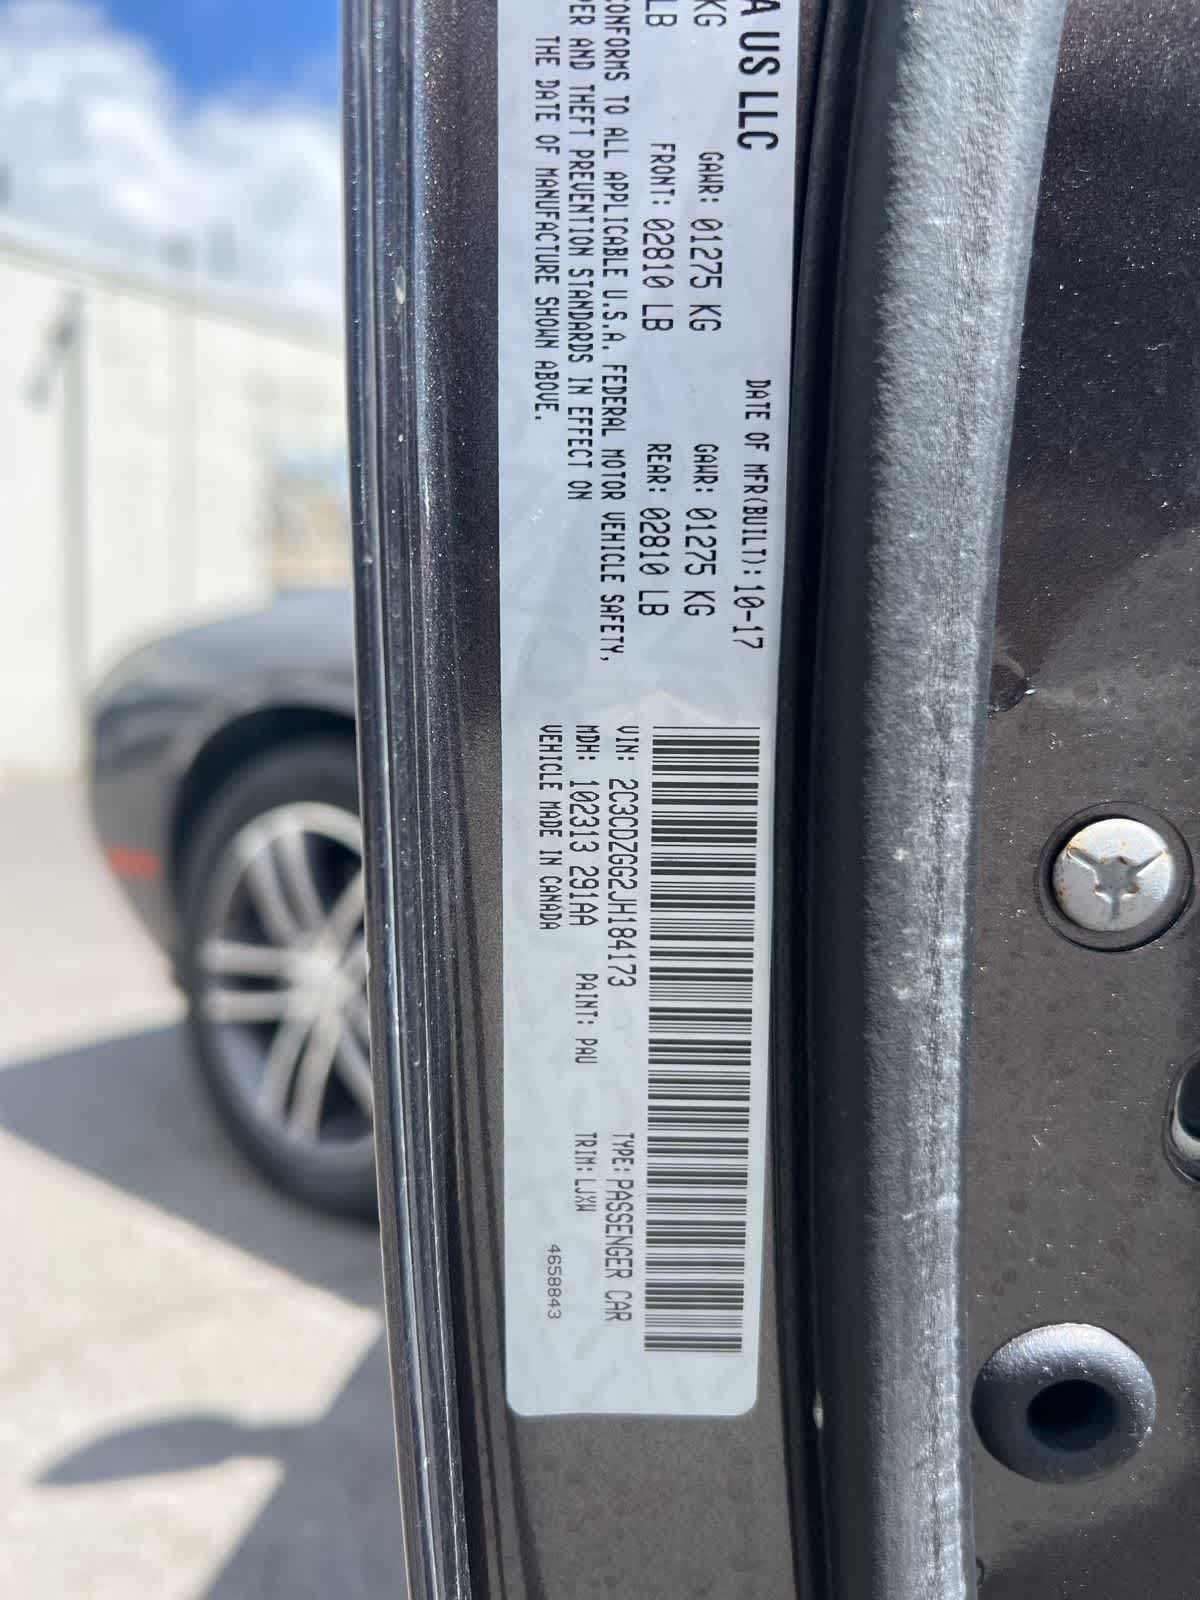 A US LLC
DATE OF MFR(BUILT): 10-17
KG GAWR: 01275 KG GAWR: 01275 KG
LB FRONT: 02810 LB REAR: 02810 LB
CONFORMS TO ALL APPLICABLE U.S.A. FEDERAL MOTOR VEHICLE SAFETY,
PER AND THEFT PREVENTION STANDARDS IN EFFECT ON
THE DATE OF MANUFACTURE SHOWN ABOVE.
VIN: 2C3CDZGG2JH184173 TYPE: PASSENGER CAR
MDH: 102313 291AA PAINT: PAU TRIM: LJXW
VEHICLE MADE IN CANADA 4658843